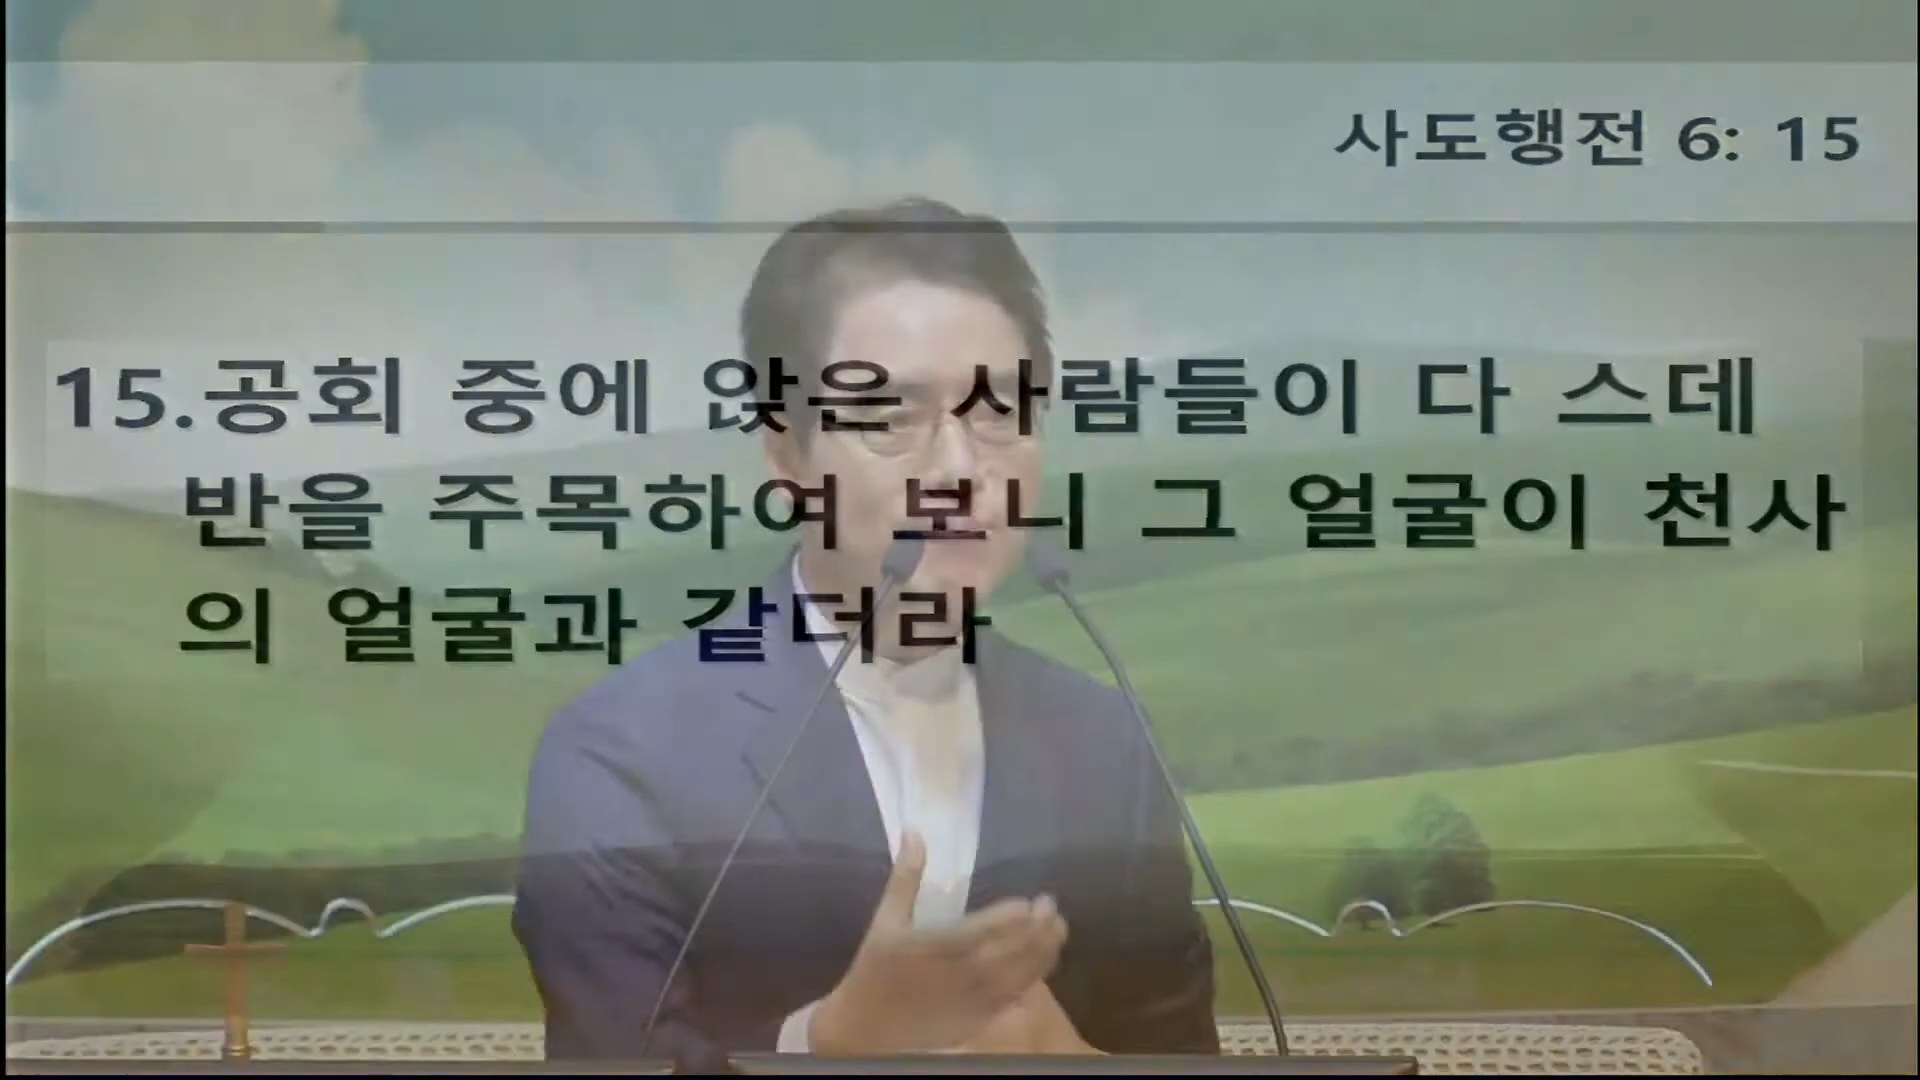 사도행전 6: 15
15.공회 중에 앉은 사람들이 다 스데
반을 주목하여 보니 그 얼굴이 천사
의 얼굴과 같더라